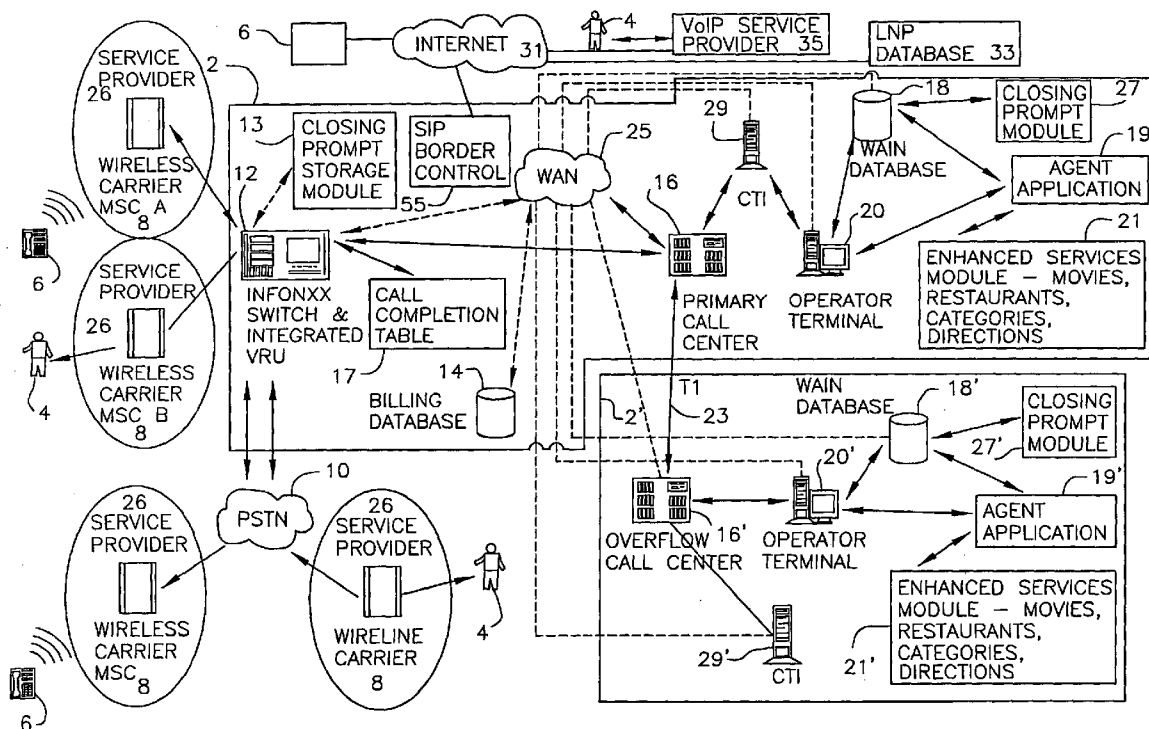 6
INTERNET 31
4
VoIP SERVICE
PROVIDER 35
LNP
DATABASE 33
2
SERVICE
PROVIDER
26
WIRELESS
CARRIER
MSC A
8
13
CLOSING
PROMPT
STORAGE
MODULE
SIP
BORDER
CONTROL
55
25
WAN
29
CTI
18
WAIN
DATABASE
CLOSING
PROMPT
MODULE
27
19
AGENT
APPLICATION
12
16
20
21
6
SERVICE
PROVIDER
26
WIRELESS
CARRIER
MSC B
8
4
INFONXX
SWITCH &
INTEGRATED
VRU
CALL
COMPLETION
TABLE
17
14
BILLING
DATABASE
PRIMARY
CALL
CENTER
OPERATOR
TERMINAL
ENHANCED SERVICES
MODULE – MOVIES,
RESTAURANTS,
CATEGORIES,
DIRECTIONS
T1
23
2'
WAIN
DATABASE
18'
CLOSING
PROMPT
MODULE
27'
20'
19'
AGENT
APPLICATION
16'
OVERFLOW
CALL CENTER
OPERATOR
TERMINAL
ENHANCED SERVICES
MODULE – MOVIES,
RESTAURANTS,
CATEGORIES,
DIRECTIONS
21'
29'
CTI
10
PSTN
26
SERVICE
PROVIDER
WIRELESS
CARRIER
MSC 8
6
26
SERVICE
PROVIDER
WIRELINE
CARRIER
8
4